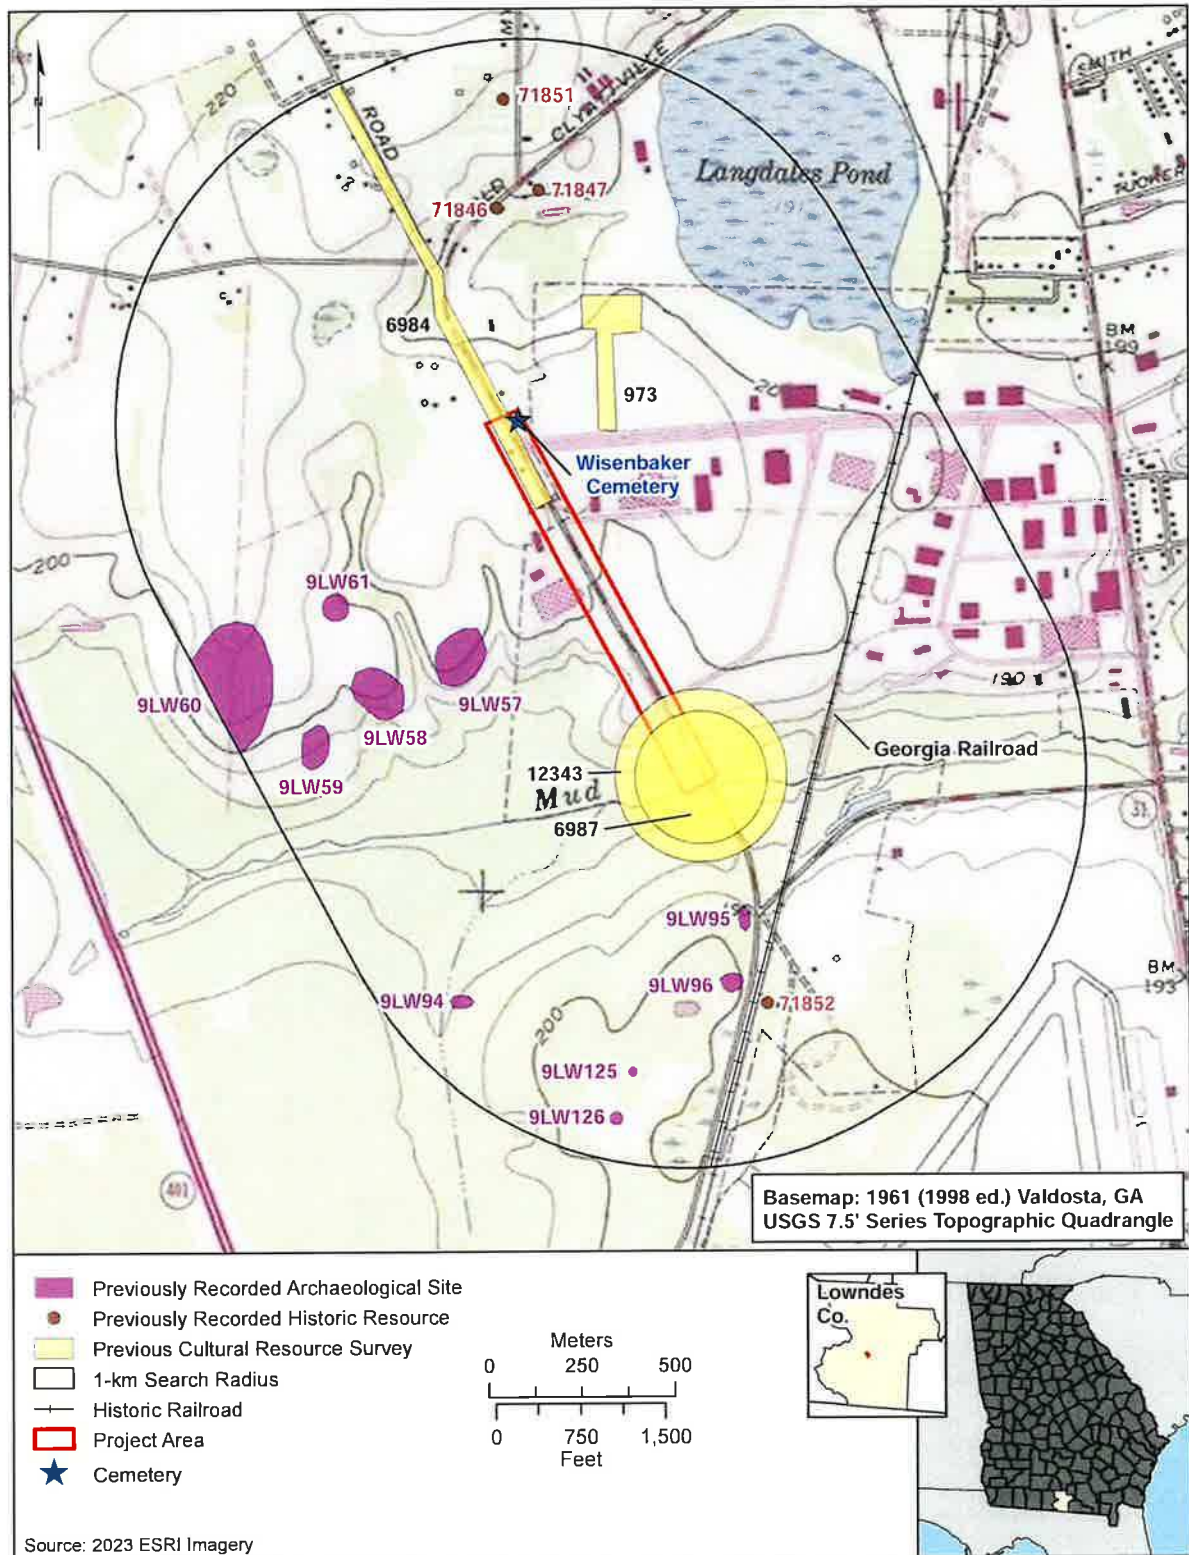 SMITH
ROAD
CLYATTVILLE
71851
220
TUCKER
Langdales Pond
191
71847
71846
6984
BM
199
973
Wisenbaker
Cemetery
200
9LW61
9LW60
9LW57
9LW58
9LW59
190
Georgia Railroad
12343
Mud
6987
31
9LW95
9LW96
9LW94
71852
BM
193
200
9LW125
9LW126
401
Basemap: 1961 (1998 ed.) Valdosta, GA
USGS 7.5' Series Topographic Quadrangle
Previously Recorded Archaeological Site
Previously Recorded Historic Resource
Previous Cultural Resource Survey
1-km Search Radius
Historic Railroad
Project Area
Cemetery
Meters
0 250 500
0 750 1,500
Feet
Lowndes
Co.
Source: 2023 ESRI Imagery